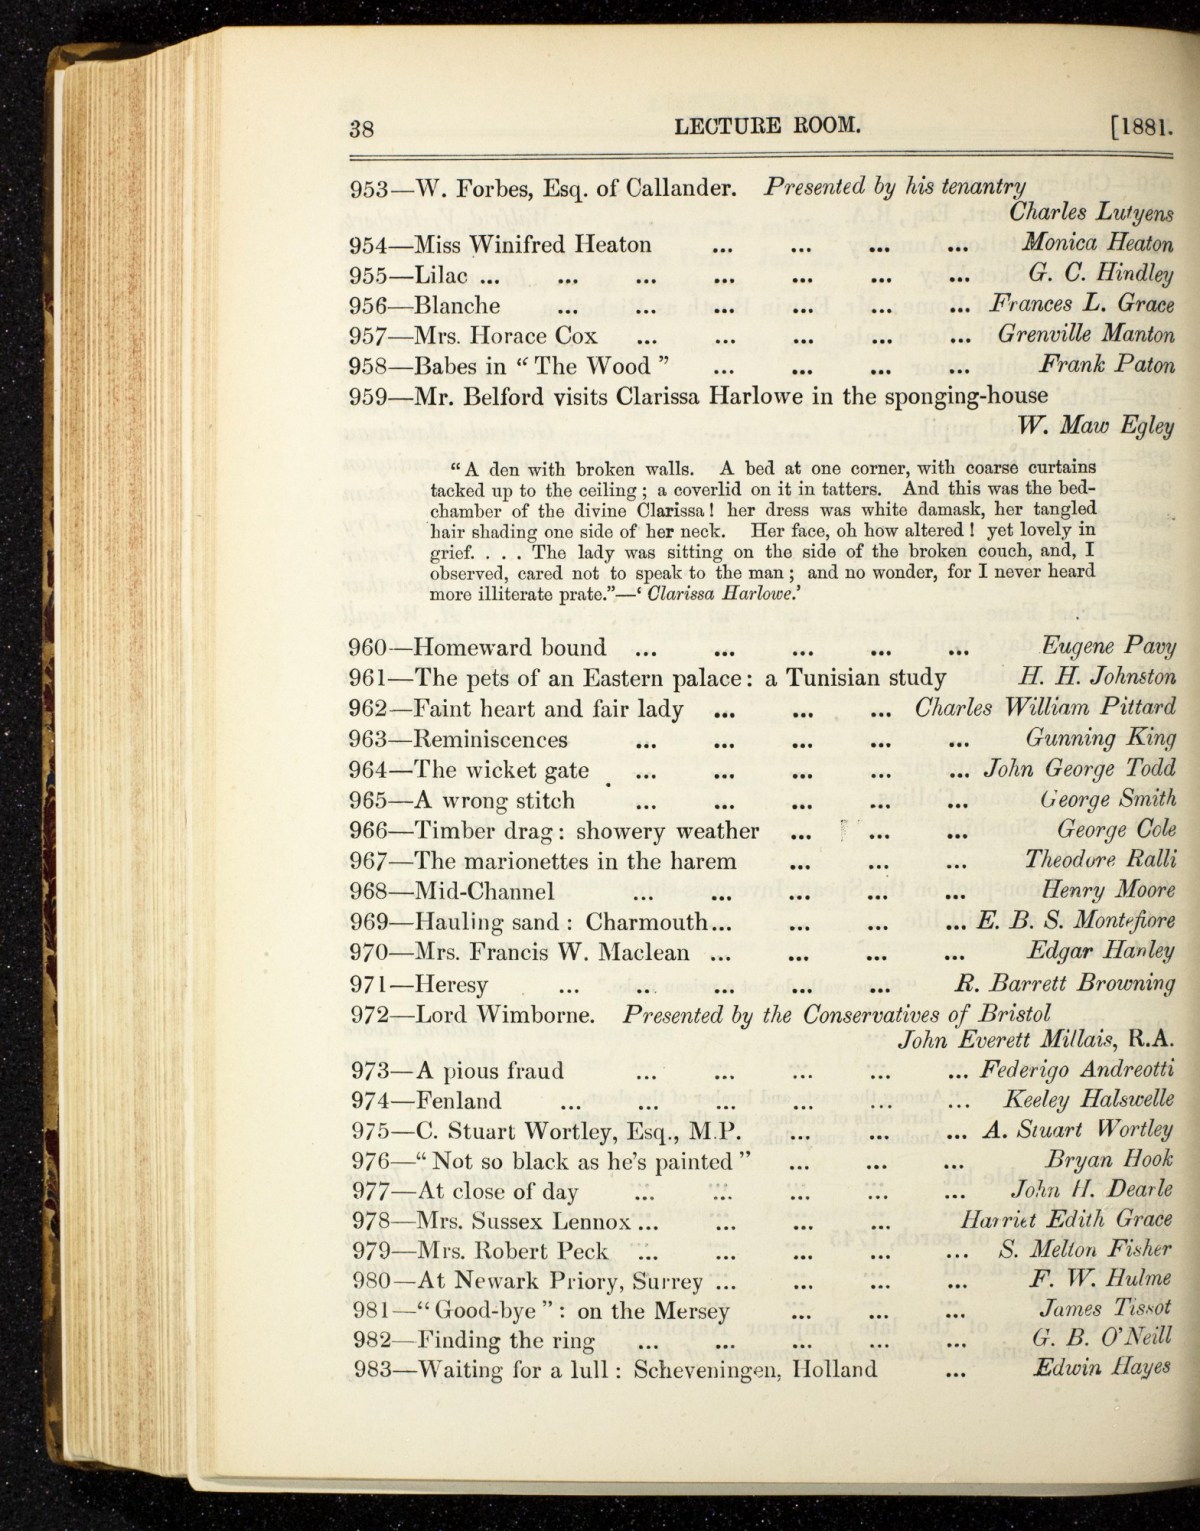 38 LECTURE ROOM. [1881.
953—W. Forbes, Esq. of Callander. Presented by his tenantry
Charles Lutyens
954—Miss Winifred Heaton ... ... ... ... Monica Heaton
955—Lilac ... ... ... ... ... ... ... G. C. Hindley
956—Blanche ... ... ... ... ... ... Frances L. Grace
957—Mrs. Horace Cox ... ... ... ... ... Grenville Manton
958—Babes in “ The Wood ” ... ... ... ... Frank Paton
959—Mr. Belford visits Clarissa Harlowe in the sponging-house
W. Maw Egley
“ A den with broken walls. A bed at one corner, with coarse curtains
tacked up to the ceiling ; a coverlid on it in tatters. And this was the bed-
chamber of the divine Clarissa ! her dress was white damask, her tangled
hair shading one side of her neck. Her face, oh how altered ! yet lovely in
grief. . . . The lady was sitting on the side of the broken couch, and, I
observed, cared not to speak to the man ; and no wonder, for I never heard
more illiterate prate.”—‘ Clarissa Harlowe.’
960—Homeward bound ... ... ... ... ... Eugene Pavy
961—The pets of an Eastern palace : a Tunisian study H. H. Johnston
962—Faint heart and fair lady ... ... ... Charles William Pittard
963—Reminiscences ... ... ... ... ... Gunning King
964—The wicket gate ... ... ... ... ... John George Todd
965—A wrong stitch ... ... ... ... ... George Smith
966—Timber drag : showery weather ... ... ... George Cole
967—The marionettes in the harem ... ... ... Theodore Ralli
968—Mid-Channel ... ... ... ... ... Henry Moore
969—Hauling sand : Charmouth... ... ... ... E. B. S. Montefiore
970—Mrs. Francis W. Maclean ... ... ... ... Edgar Hanley
971—Heresy ... ... ... ... ... R. Barrett Browning
972—Lord Wimborne. Presented by the Conservatives of Bristol
John Everett Millais, R.A.
973—A pious fraud ... ... ... ... ... Federigo Andreotti
974—Fenland ... ... ... ... ... ... Keeley Halswelle
975—C. Stuart Wortley, Esq., M.P. ... ... ... A. Stuart Wortley
976—“ Not so black as he’s painted ” ... ... ... Bryan Hook
977—At close of day ... ... ... ... ... John H. Dearle
978—Mrs. Sussex Lennox ... ... ... ... Harriet Edith Grace
979—Mrs. Robert Peck ... ... ... ... ... S. Melton Fisher
980—At Newark Priory, Surrey ... ... ... ... F. W. Hulme
981—“ Good-bye ” : on the Mersey ... ... ... James Tissot
982—Finding the ring ... ... ... ... ... G. B. O’Neill
983—Waiting for a lull : Scheveningen, Holland ... Edwin Hayes